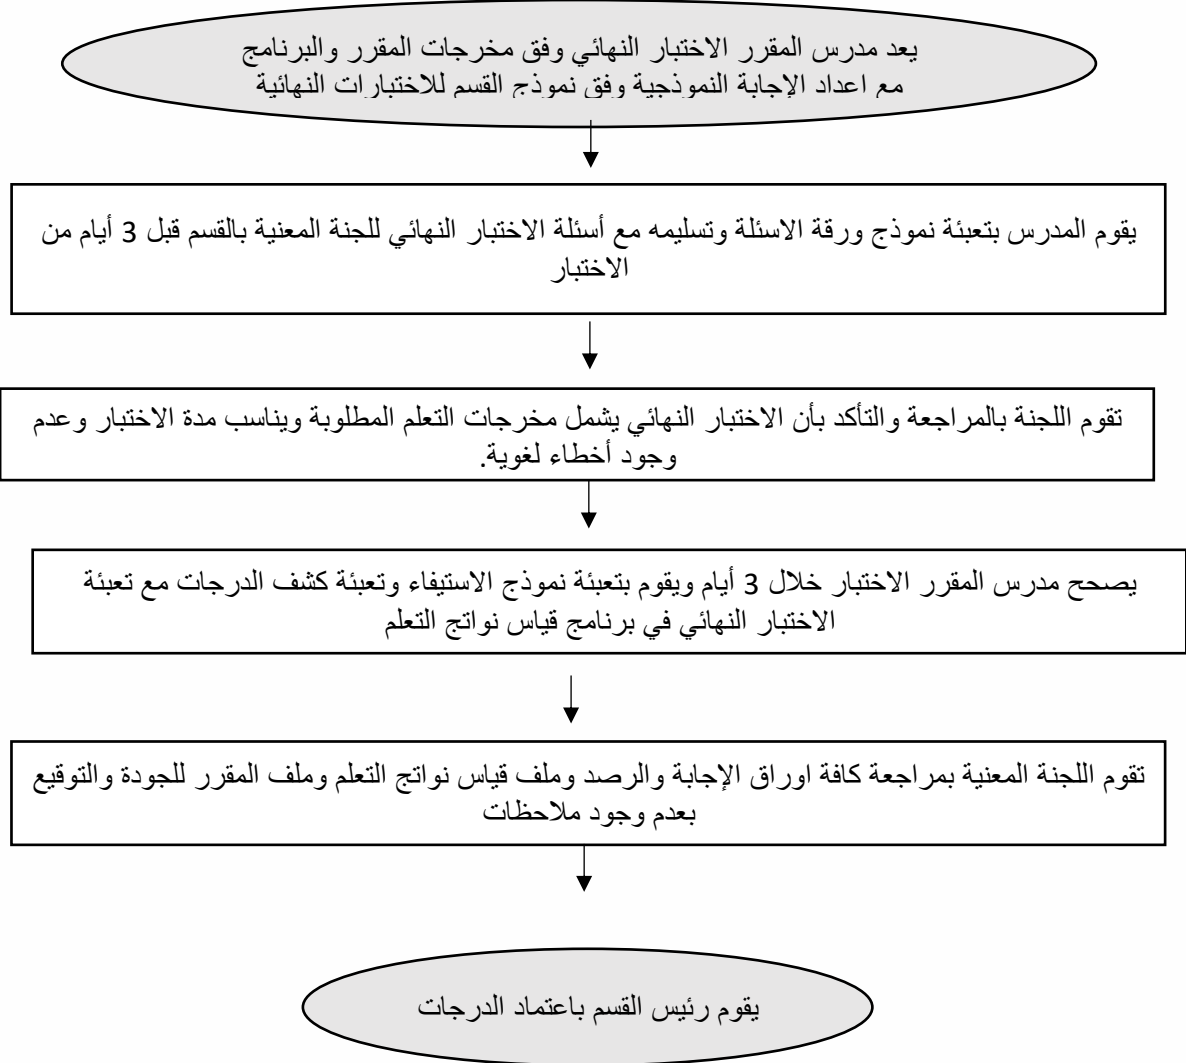 يعد مدرس المقرر الاختبار النهائي وفق مخرجات المقرر والبرنامج
مع اعداد الإجابة النموذجية وفق نموذج القسم للاختبارات النهائية
يقوم المدرس بتعبئة نموذج ورقة الاسئلة وتسليمه مع أسئلة الاختبار النهائي للجنة المعنية بالقسم قبل 3 أيام من
الاختبار
تقوم اللجنة بالمراجعة والتأكد بأن الاختبار النهائي يشمل مخرجات التعلم المطلوبة ويناسب مدة الاختبار وعدم
وجود أخطاء لغوية.
يصحح مدرس المقرر الاختبار خلال 3 أيام ويقوم بتعبئة نموذج الاستيفاء وتعبئة كشف الدرجات مع تعبئة
الاختبار النهائي في برنامج قياس نواتج التعلم
تقوم اللجنة المعنية بمراجعة كافة اوراق الإجابة والرصد وملف قياس نواتج التعلم وملف المقرر للجودة والتوقيع
بعدم وجود ملاحظات
يقوم رئيس القسم باعتماد الدرجات